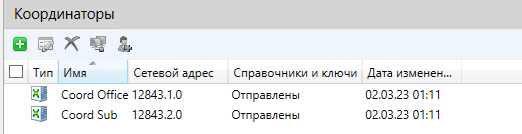 Координаторы
Тип Имя Сетевой адрес Справочники и ключи Дата изменен...
Coord Office 12843.1.0 Отправлены 02.03.23 01:11
Coord Sub 12843.2.0 Отправлены 02.03.23 01:11